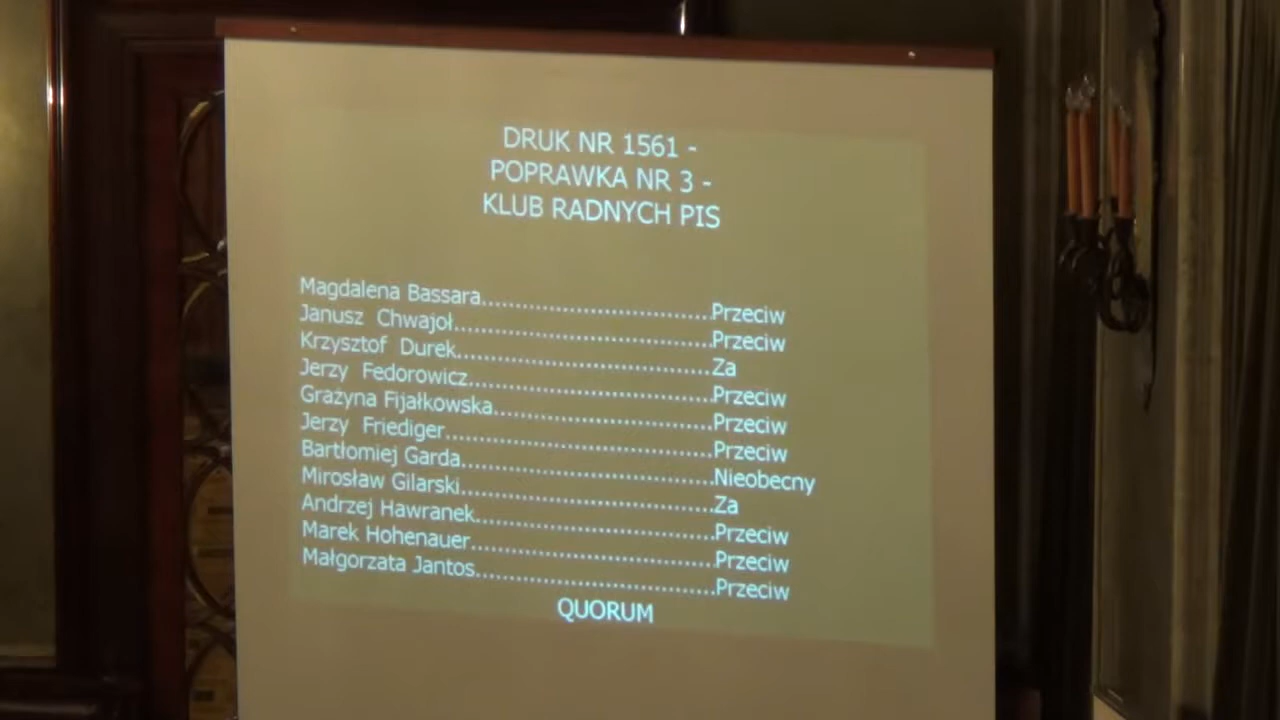 DRUK NR 1561 -
POPRAWKA NR 3 -
KLUB RADNYCH PIS
Magdalena Bassara..................................Przeciw
Janusz Chwajoł......................................Przeciw
Krzysztof Durek......................................Za
Jerzy Fedorowicz....................................Przeciw
Grażyna Fijałkowska................................Przeciw
Jerzy Friediger........................................Przeciw
Bartłomiej Garda.....................................Nieobecny
Mirosław Gilarski.....................................Za
Andrzej Hawranek...................................Przeciw
Marek Hohenauer....................................Przeciw
Małgorzata Jantos...................................Przeciw
QUORUM